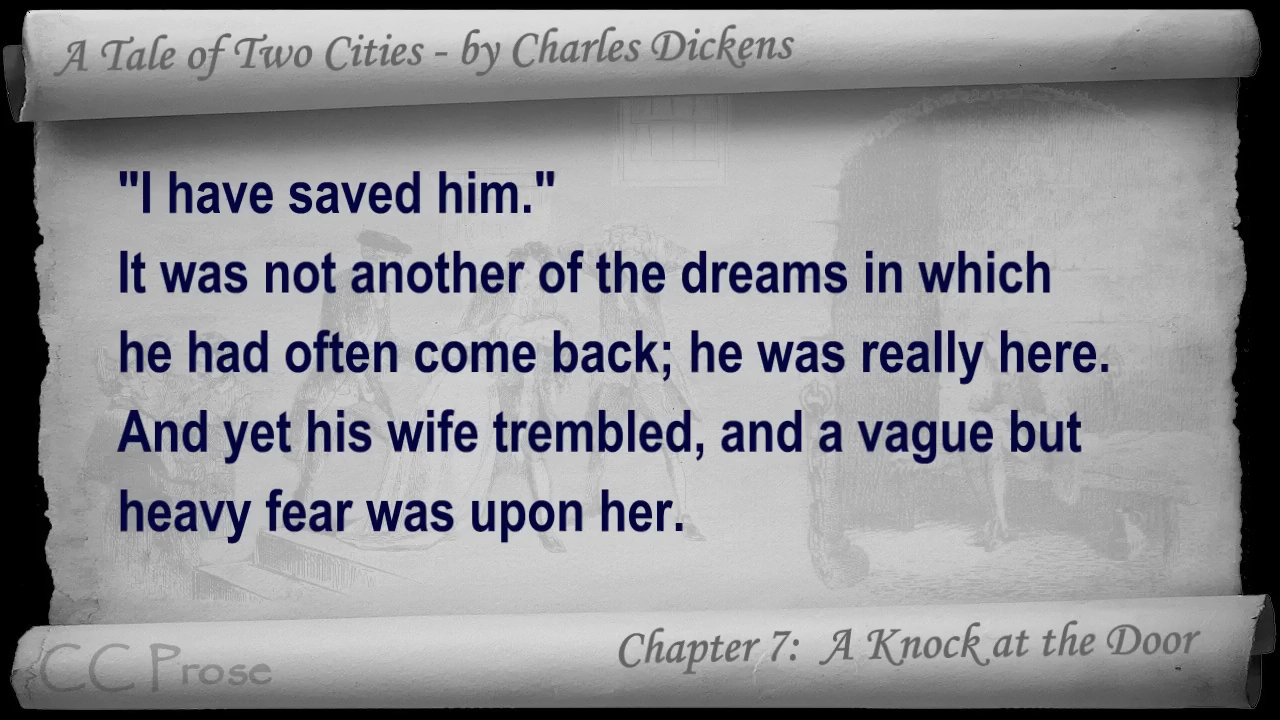 A Tale of Two Cities - by Charles Dickens
"I have saved him."
It was not another of the dreams in which
he had often come back; he was really here.
And yet his wife trembled, and a vague but
heavy fear was upon her.
Chapter 7: A Knock at the Door
CC Prose